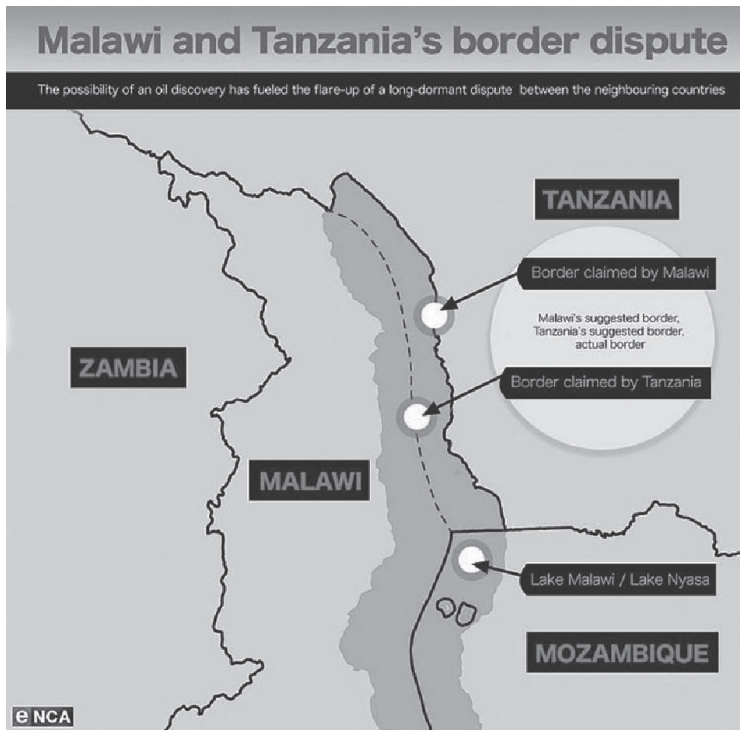 Malawi and Tanzania's border dispute
The possibility of an oil discovery has fueled the flare-up of a long-dormant dispute between the neighbouring countries
TANZANIA
Border claimed by Malawi
Malawi's suggested border,
Tanzania's suggested border,
actual border
ZAMBIA
Border claimed by Tanzania
MALAWI
Lake Malawi / Lake Nyasa
MOZAMBIQUE
e NCA